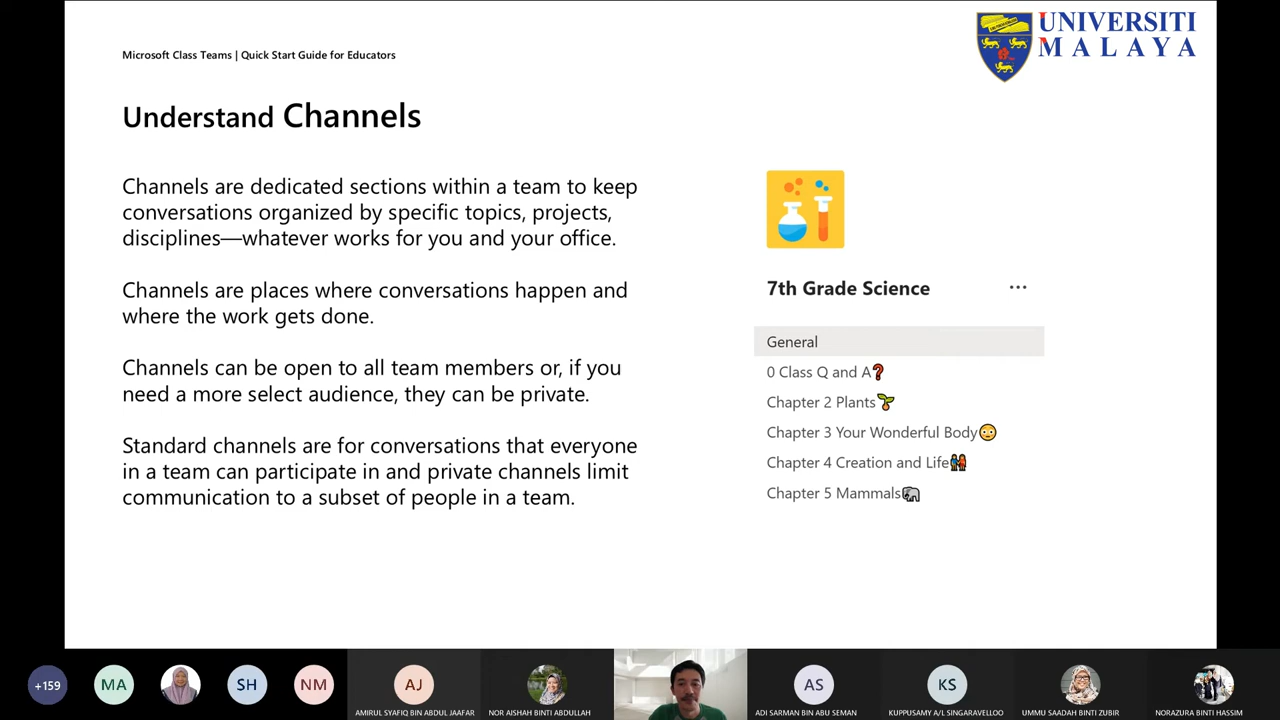 Microsoft Class Teams | Quick Start Guide for Educators
UNIVERSITI
MALAYA
Understand Channels
Channels are dedicated sections within a team to keep
conversations organized by specific topics, projects,
disciplines—whatever works for you and your office.
Channels are places where conversations happen and
where the work gets done.
Channels can be open to all team members or, if you
need a more select audience, they can be private.
Standard channels are for conversations that everyone
in a team can participate in and private channels limit
communication to a subset of people in a team.
7th Grade Science
General
0 Class Q and A❓
Chapter 2 Plants🌱
Chapter 3 Your Wonderful Body😳
Chapter 4 Creation and Life👫
Chapter 5 Mammals🐘
+159
MA
SH
NM
AJ
AS
KS
AMIRUL SYAFIQ BIN ABDUL JAAFAR
NOR AISHAH BINTI ABDULLAH
ADI SARMAN BIN ABU SEMAN
KUPPUSAMY A/L SINGARAVELLOO
UMMU SAADAH BINTI ZUBIR
NORAZURA BINTI HASSIM